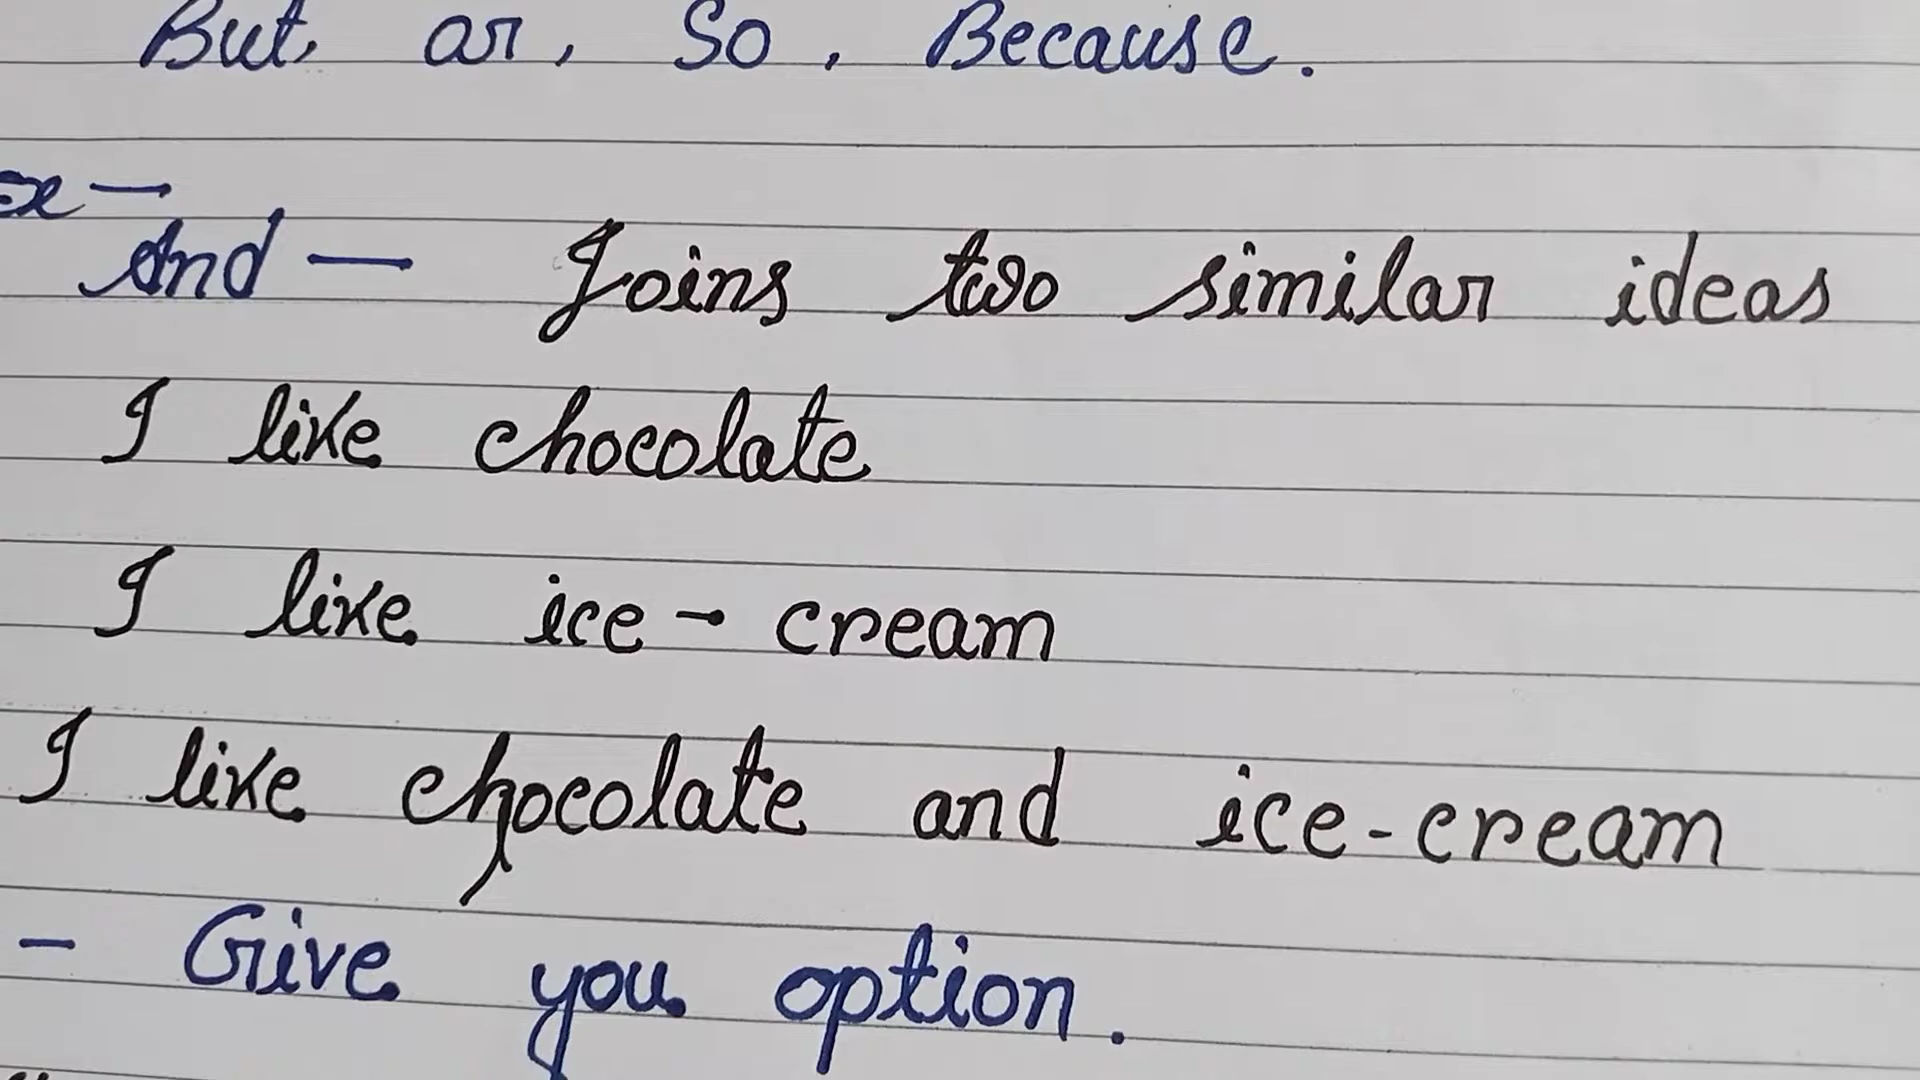 But, or, So, Because.
Ex -
And - Joins two similar ideas
I like chocolate
I like ice-cream
I like chocolate and ice-cream
- Give you option.